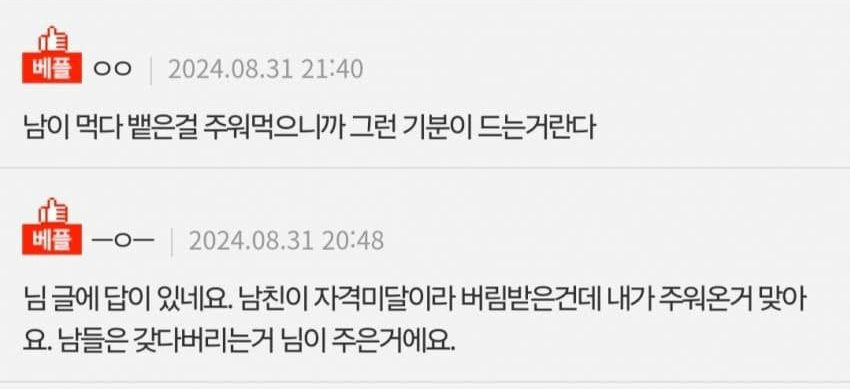 베플 ㅇㅇ | 2024.08.31 21:40
남이 먹다 뱉은걸 주워먹으니까 그런 기분이 드는거란다
베플 ㅡㅇㅡ | 2024.08.31 20:48
님 글에 답이 있네요. 남친이 자격미달이라 버림받은건데 내가 주워온거 맞아
요. 남들은 갖다버리는거 님이 주은거에요.